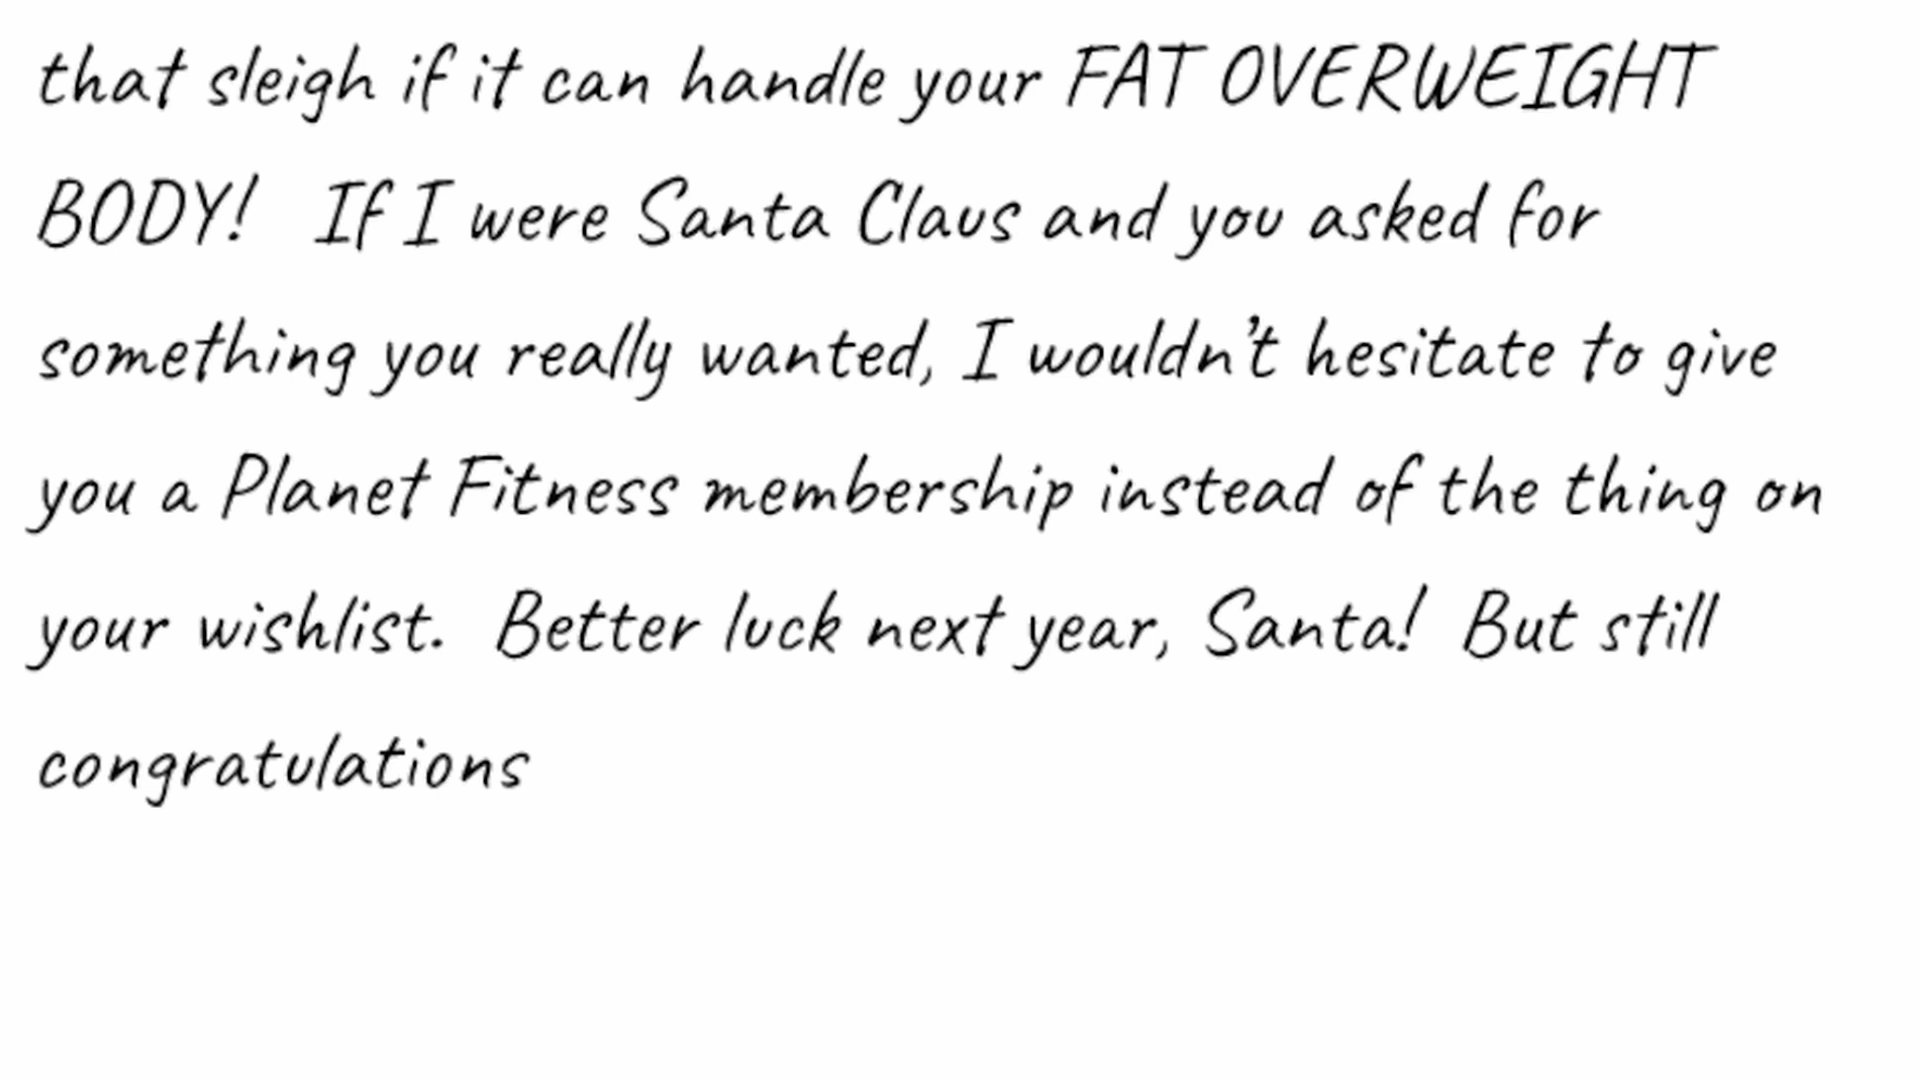 that sleigh if it can handle your FAT OVERWEIGHT
BODY! If I were Santa Claus and you asked for
something you really wanted, I wouldn't hesitate to give
you a Planet Fitness membership instead of the thing on
your wishlist. Better luck next year, Santa! But still
congratulations